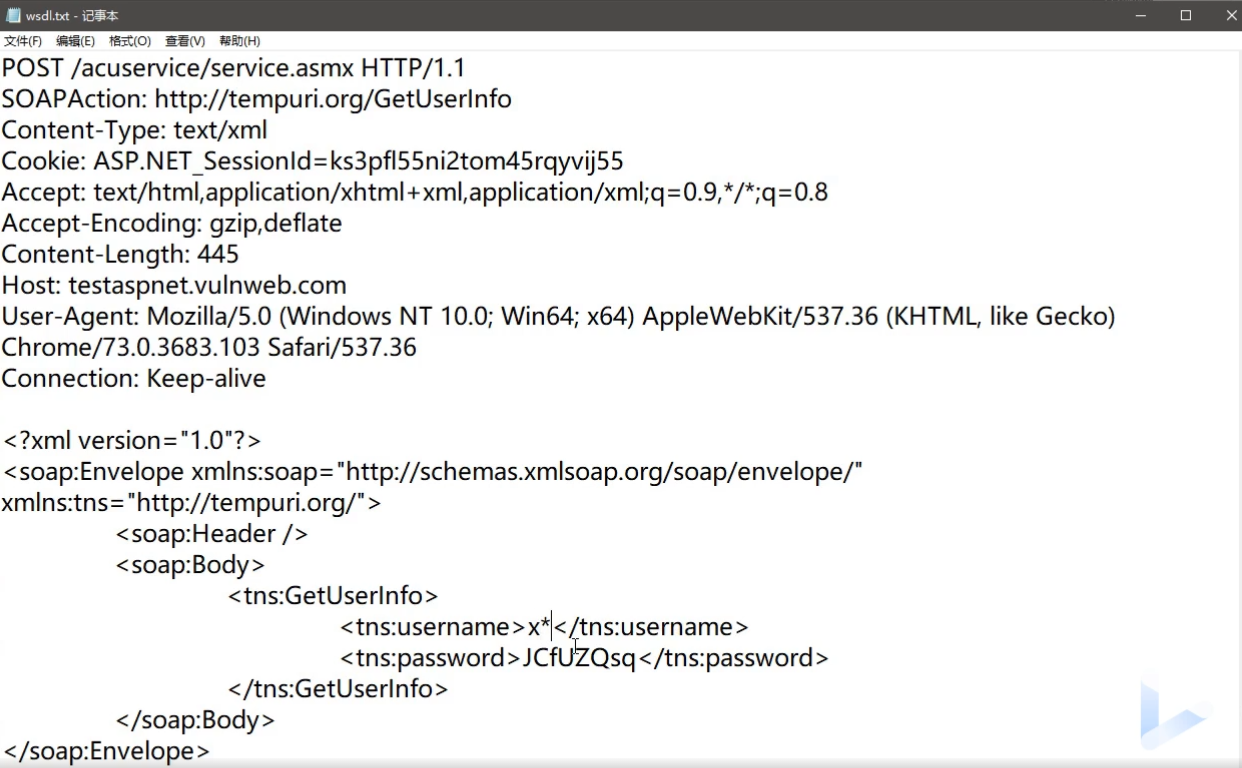 wsdl.txt - 记事本
文件(F) 编辑(E) 格式(O) 查看(V) 帮助(H)
POST /acuservice/service.asmx HTTP/1.1
SOAPAction: http://tempuri.org/GetUserInfo
Content-Type: text/xml
Cookie: ASP.NET_SessionId=ks3pfl55ni2tom45rqyvij55
Accept: text/html,application/xhtml+xml,application/xml;q=0.9,*/*;q=0.8
Accept-Encoding: gzip,deflate
Content-Length: 445
Host: testaspnet.vulnweb.com
User-Agent: Mozilla/5.0 (Windows NT 10.0; Win64; x64) AppleWebKit/537.36 (KHTML, like Gecko)
Chrome/73.0.3683.103 Safari/537.36
Connection: Keep-alive
<?xml version="1.0"?>
<soap:Envelope xmlns:soap="http://schemas.xmlsoap.org/soap/envelope/"
xmlns:tns="http://tempuri.org/">
<soap:Header />
<soap:Body>
<tns:GetUserInfo>
<tns:username>x*</tns:username>
<tns:password>JCfUZQsq</tns:password>
</tns:GetUserInfo>
</soap:Body>
</soap:Envelope>